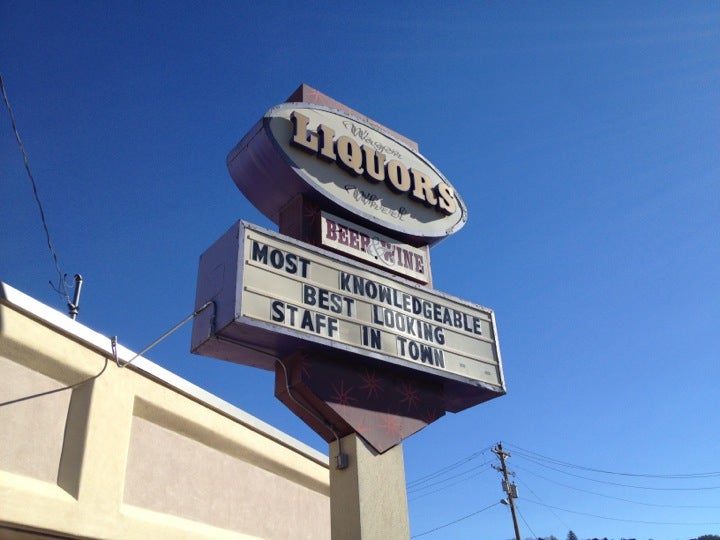 Wagon
LIQUORS
Wheel
BEER & WINE
MOST KNOWLEDGEABLE
BEST LOOKING
STAFF IN TOWN